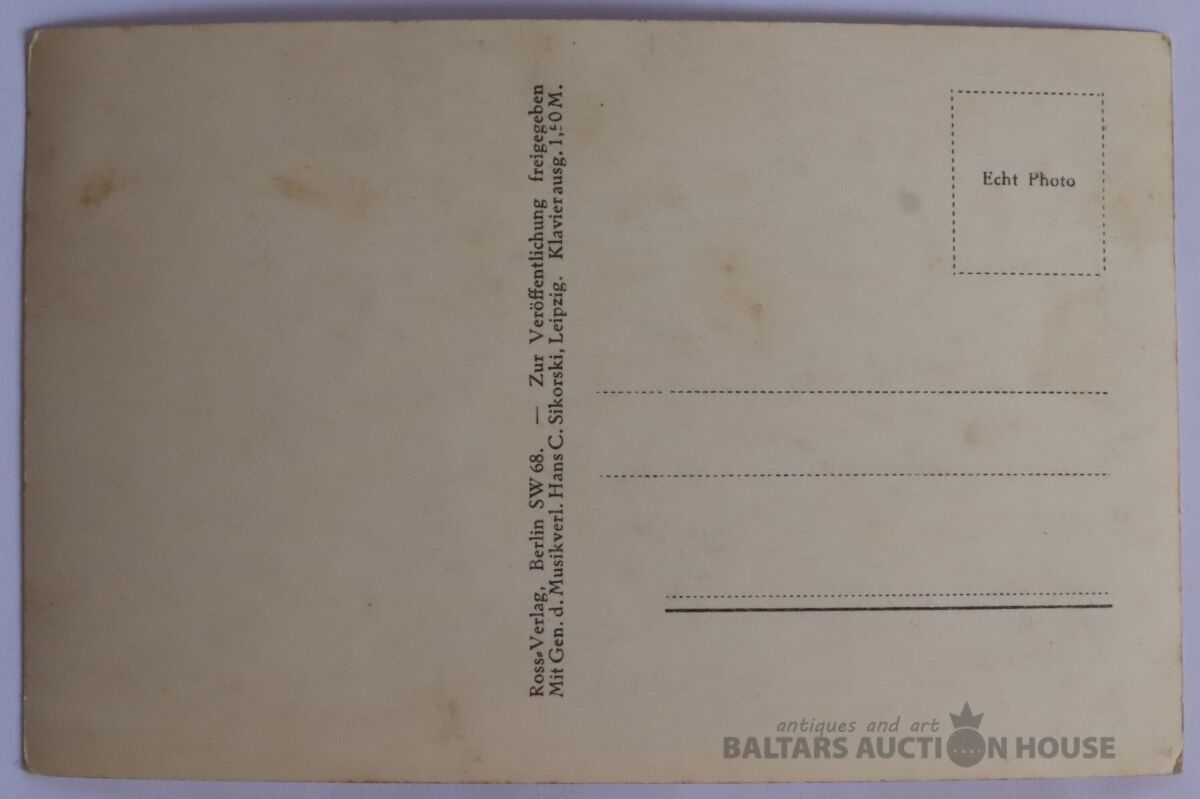 Ross-Verlag, Berlin SW 68. — Zur Veröffentlichung freigegeben
Mit Gen. d. Musikverl. Hans C. Sikorski, Leipzig. Klavierausg. 1,50 M.
Echt Photo
antiques and art
BALTARS AUCTION HOUSE